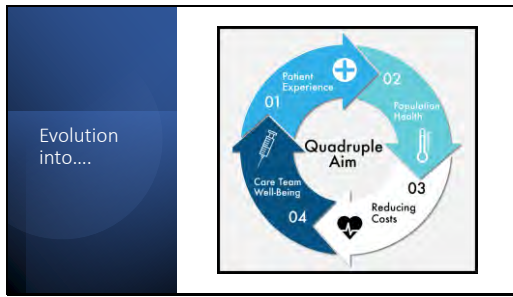 Evolution
into....
01
Patient
Experience
02
Population
Health
03
Reducing
Costs
04
Care Team
Well-Being
Quadruple
Aim